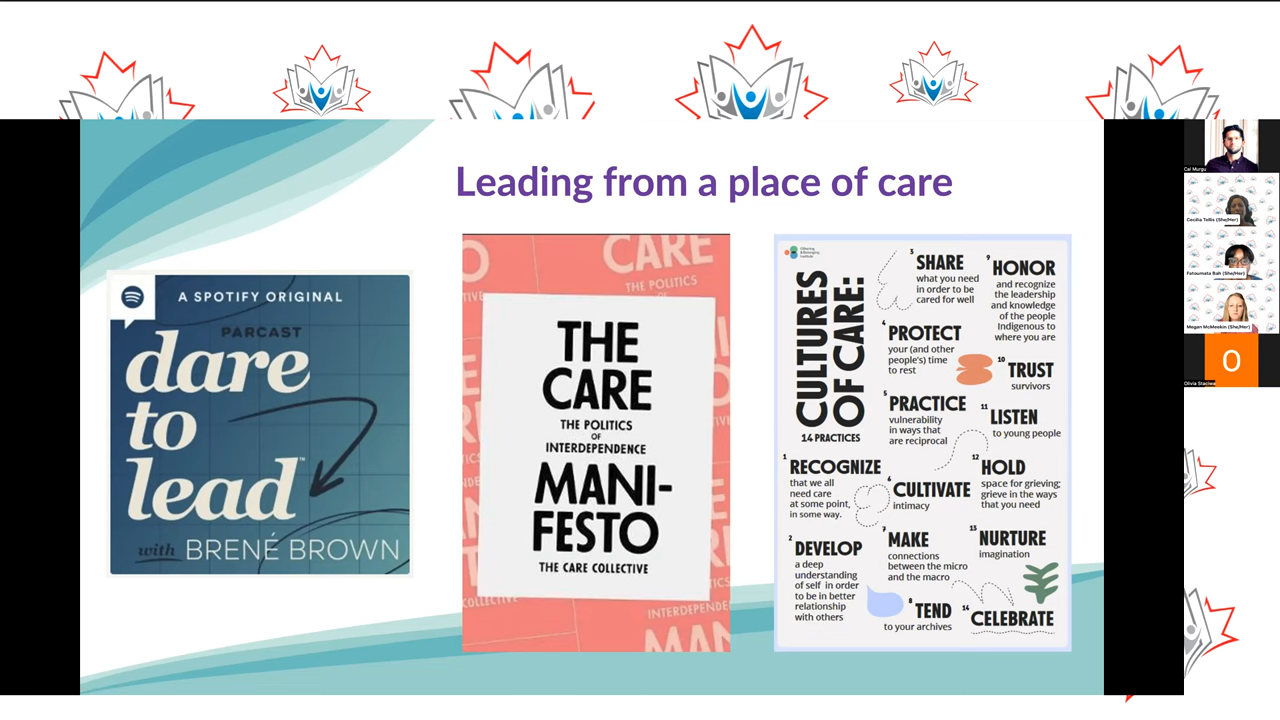 Leading from a place of care
A SPOTIFY ORIGINAL
PARCAST
dare
to
lead™
with BRENÉ BROWN
CARE
THE POLITICS
THE
CARE
THE POLITICS
OF
INTERDEPENDENCE
MANI-
FESTO
THE CARE COLLECTIVE
COLLECTIVE
INTERDEPENDE
MAN
CULTURES
OF CARE:
14 PRACTICES
1 RECOGNIZE
that we all
need care
at some point,
in some way.
2 DEVELOP
a deep
understanding
of self in order
to be in better
relationship
with others
3 SHARE
what you need
in order to be
cared for well
4 PROTECT
your (and other
people's) time
to rest
5 PRACTICE
vulnerability
in ways that
are reciprocal
6 CULTIVATE
intimacy
7 MAKE
connections
between the micro
and the macro
8 TEND
to your archives
9 HONOR
and recognize
the leadership
and knowledge
of the people
Indigenous to
where you are
10 TRUST
survivors
11 LISTEN
to young people
12 HOLD
space for grieving;
grieve in the ways
that you need
13 NURTURE
imagination
14 CELEBRATE
Cal Murgu
Cecilia Tellis (She/Her)
Fatoumata Bah (She/Her)
Megan McMeekin (She/Her)
O